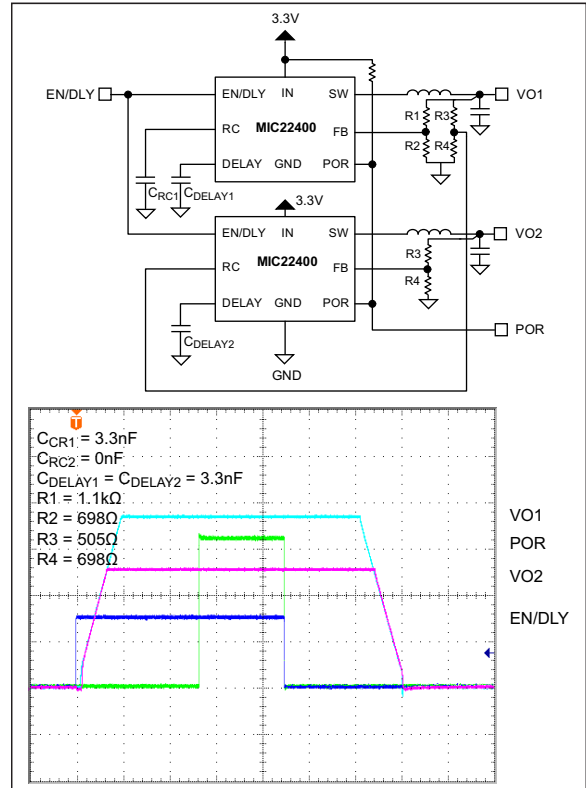 3.3V
EN/DLY
EN/DLY IN SW
VO1
RC MIC22400 FB
R1 R3
R2 R4
DELAY GND POR
CRC1 CDELAY1
3.3V
EN/DLY IN SW
VO2
RC MIC22400 FB
R3
R4
DELAY GND POR
POR
CDELAY2
GND
T
CCR1 = 3.3nF
CRC2 = 0nF
CDELAY1 = CDELAY2 = 3.3nF
R1 = 1.1kΩ
R2 = 698Ω
R3 = 505Ω
R4 = 698Ω
VO1
POR
VO2
EN/DLY